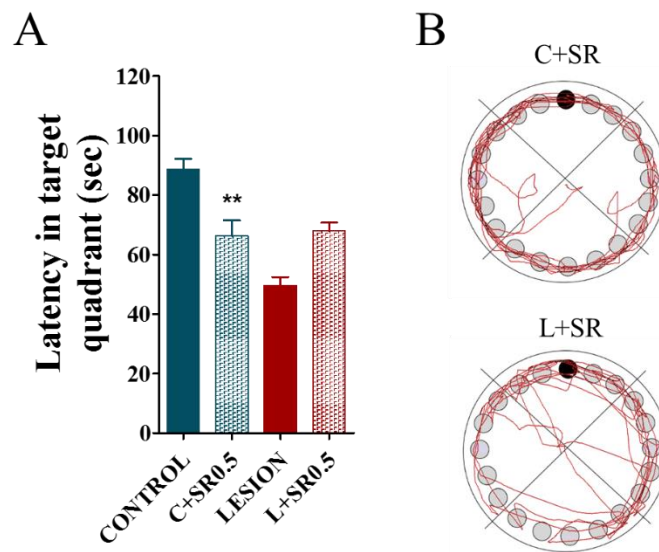 A
Latency in target
quadrant (sec)
120
100
80
60
40
20
0
**
CONTROL
C+SR0.5
LESION
L+SR0.5
B
C+SR
L+SR